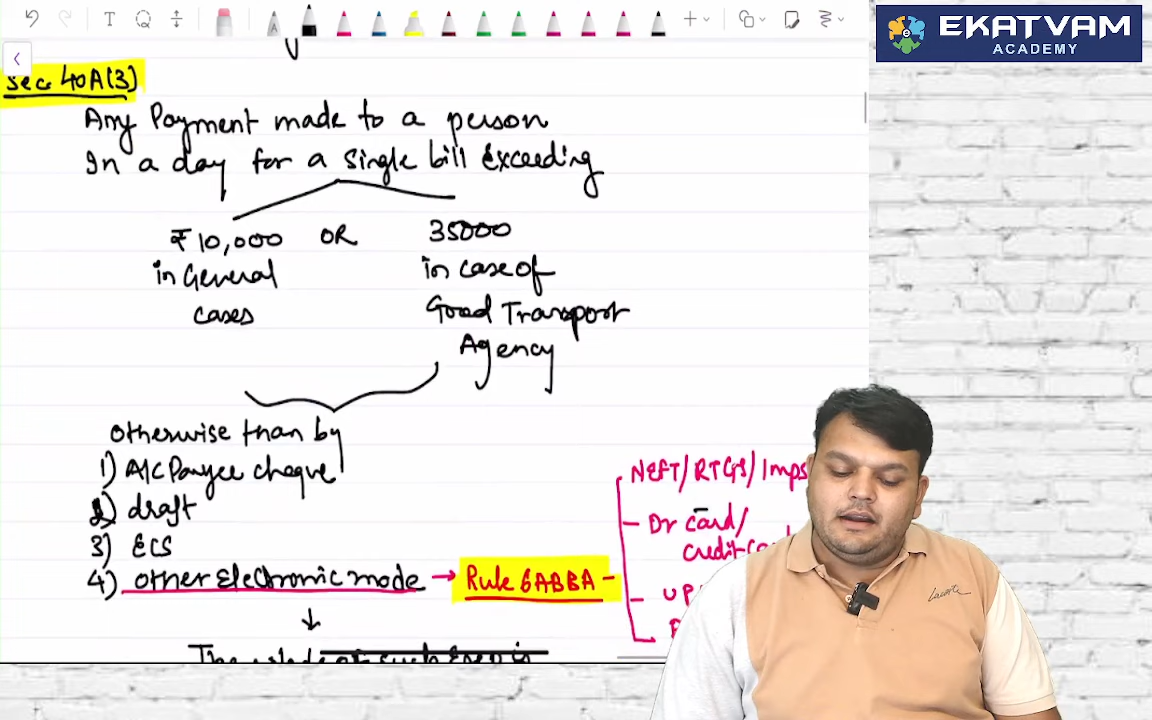 EKATVAM
ACADEMY
Sec 40A(3)
Any Payment made to a person
In a day for a single bill Exceeding
₹10,000 OR 35000
in General in case of
cases Good Transport
Agency
otherwise than by
1) A/C Payee cheque
2) draft
3) ECS
4) other Electronic mode → Rule 6ABBA
NEFT/RTGS/Imps
Dr card/
credit
UP